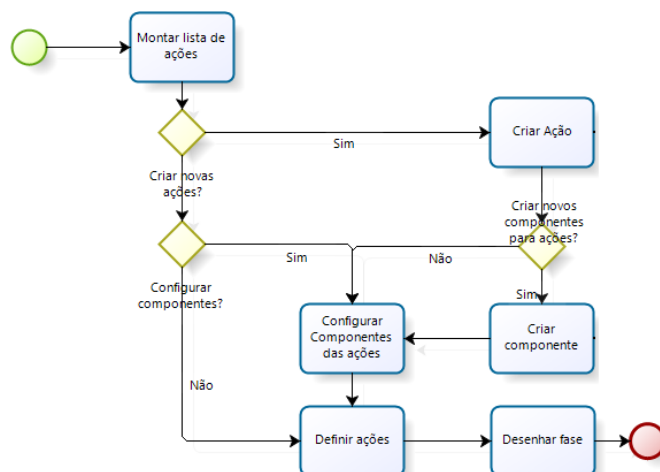 Montar lista de
ações
Criar Ação
Sim
Criar novas
ações?
Criar novos
componentes
para ações?
Sim
Não
Configurar
componentes?
Sim
Configurar
Componentes
das ações
Criar
componente
Não
Definir ações
Desenhar fase